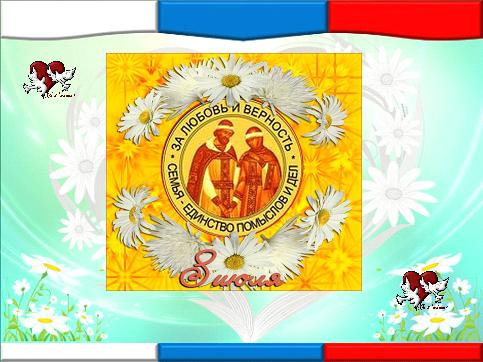 ЗА ЛЮБОВЬ И ВЕРНОСТЬ
СЕМЬЯ - ЕДИНСТВО ПОМЫСЛОВ И ДЕЛ
8 июля